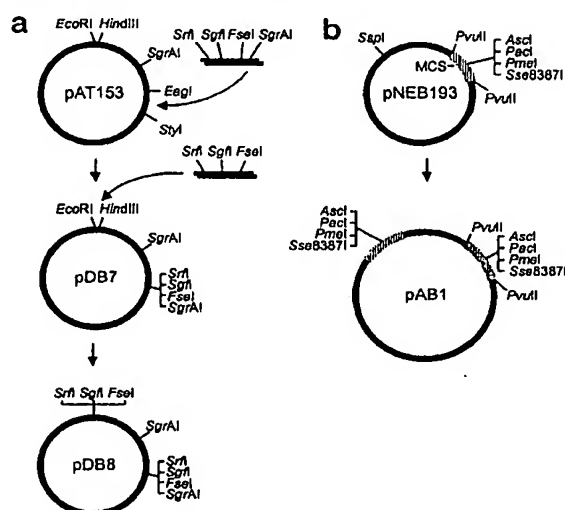 a
EcoRI HindIII
SgrAI
EagI
StyI
pAT153
SrfI SgfI FseI SgrAI
SrfI SgfI FseI
EcoRI HindIII
SgrAI
SrfI
SgfI
FseI
SgrAI
pDB7
SrfI SgfI FseI
SgrAI
SrfI
SgfI
FseI
SgrAI
pDB8
b
SspI
PvuII
AscI
PacI
PmeI
Sse8387I
MCS
pNEB193
PvuII
AscI
PacI
PmeI
Sse8387I
PvuII
AscI
PacI
PmeI
Sse8387I
pAB1
PvuII